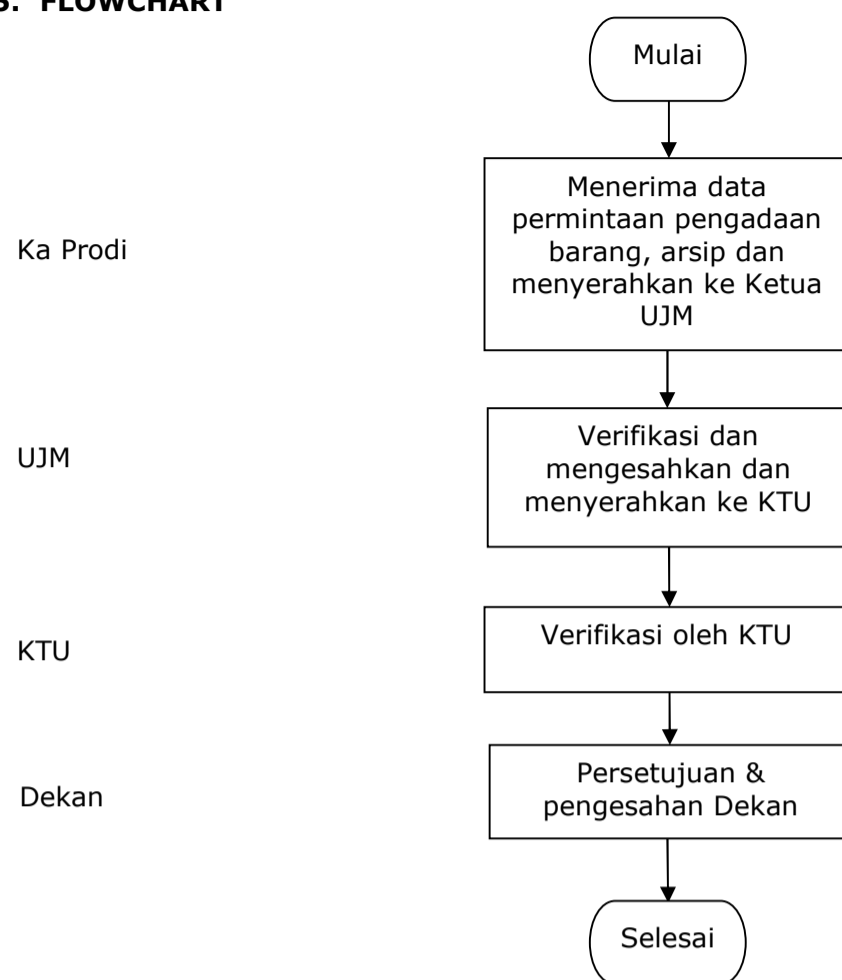 FLOWCHART
Mulai
Ka Prodi
Menerima data
permintaan pengadaan
barang, arsip dan
menyerahkan ke Ketua
UJM
UJM
Verifikasi dan
mengesahkan dan
menyerahkan ke KTU
KTU
Verifikasi oleh KTU
Dekan
Persetujuan &
pengesahan Dekan
Selesai